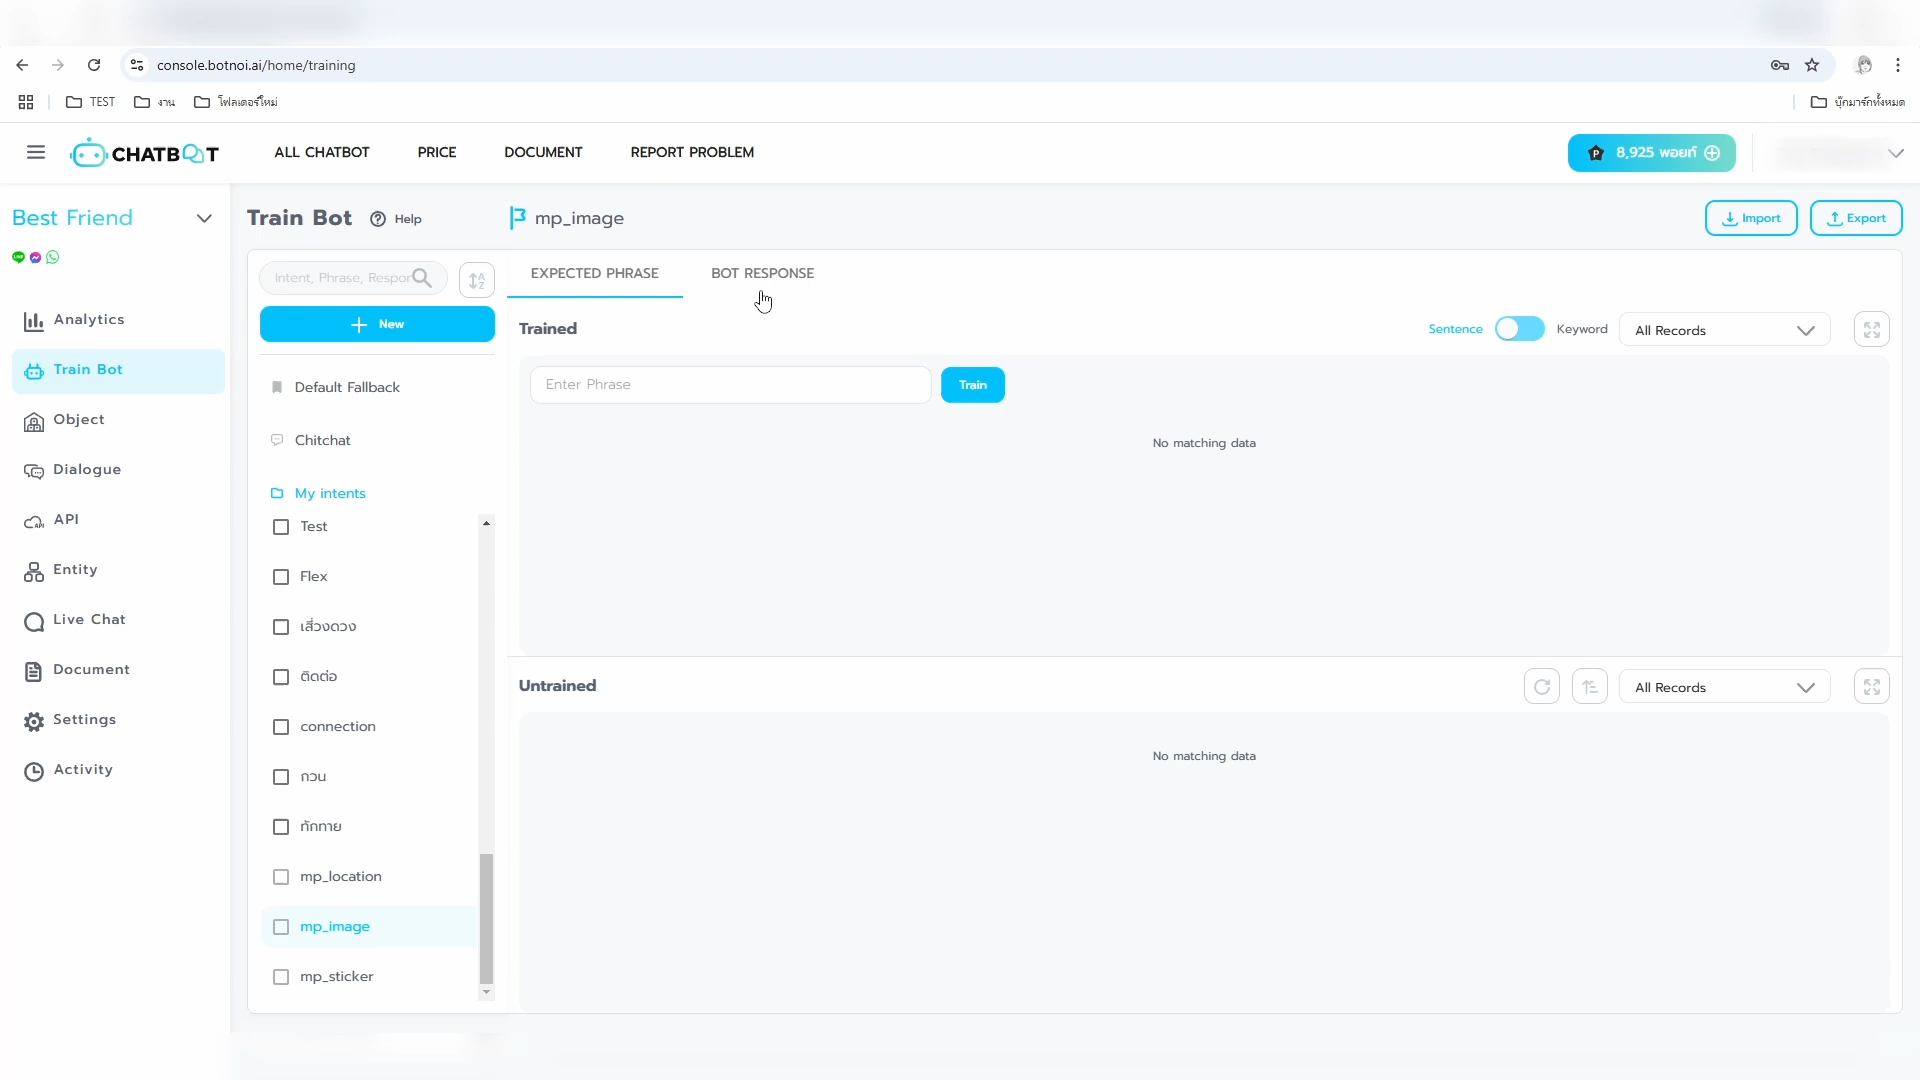 console.botnoi.ai/home/training
TEST
งาน
โฟลเดอร์ใหม่
บุ๊กมาร์กทั้งหมด
CHATBOT
ALL CHATBOT
PRICE
DOCUMENT
REPORT PROBLEM
P 8,925 พอยท์
Best Friend
LINE
Analytics
Train Bot
Object
Dialogue
API
Entity
Live Chat
Document
Settings
Activity
Train Bot
? Help
mp_image
Import
Export
Intent, Phrase, Respor
A
Z
New
Default Fallback
Chitchat
My intents
Test
Flex
เสี่วงดวง
ติดต่อ
connection
กวน
ทักทาย
mp_location
mp_image
mp_sticker
EXPECTED PHRASE
BOT RESPONSE
Trained
Sentence
Keyword
All Records
Enter Phrase
Train
No matching data
Untrained
All Records
No matching data